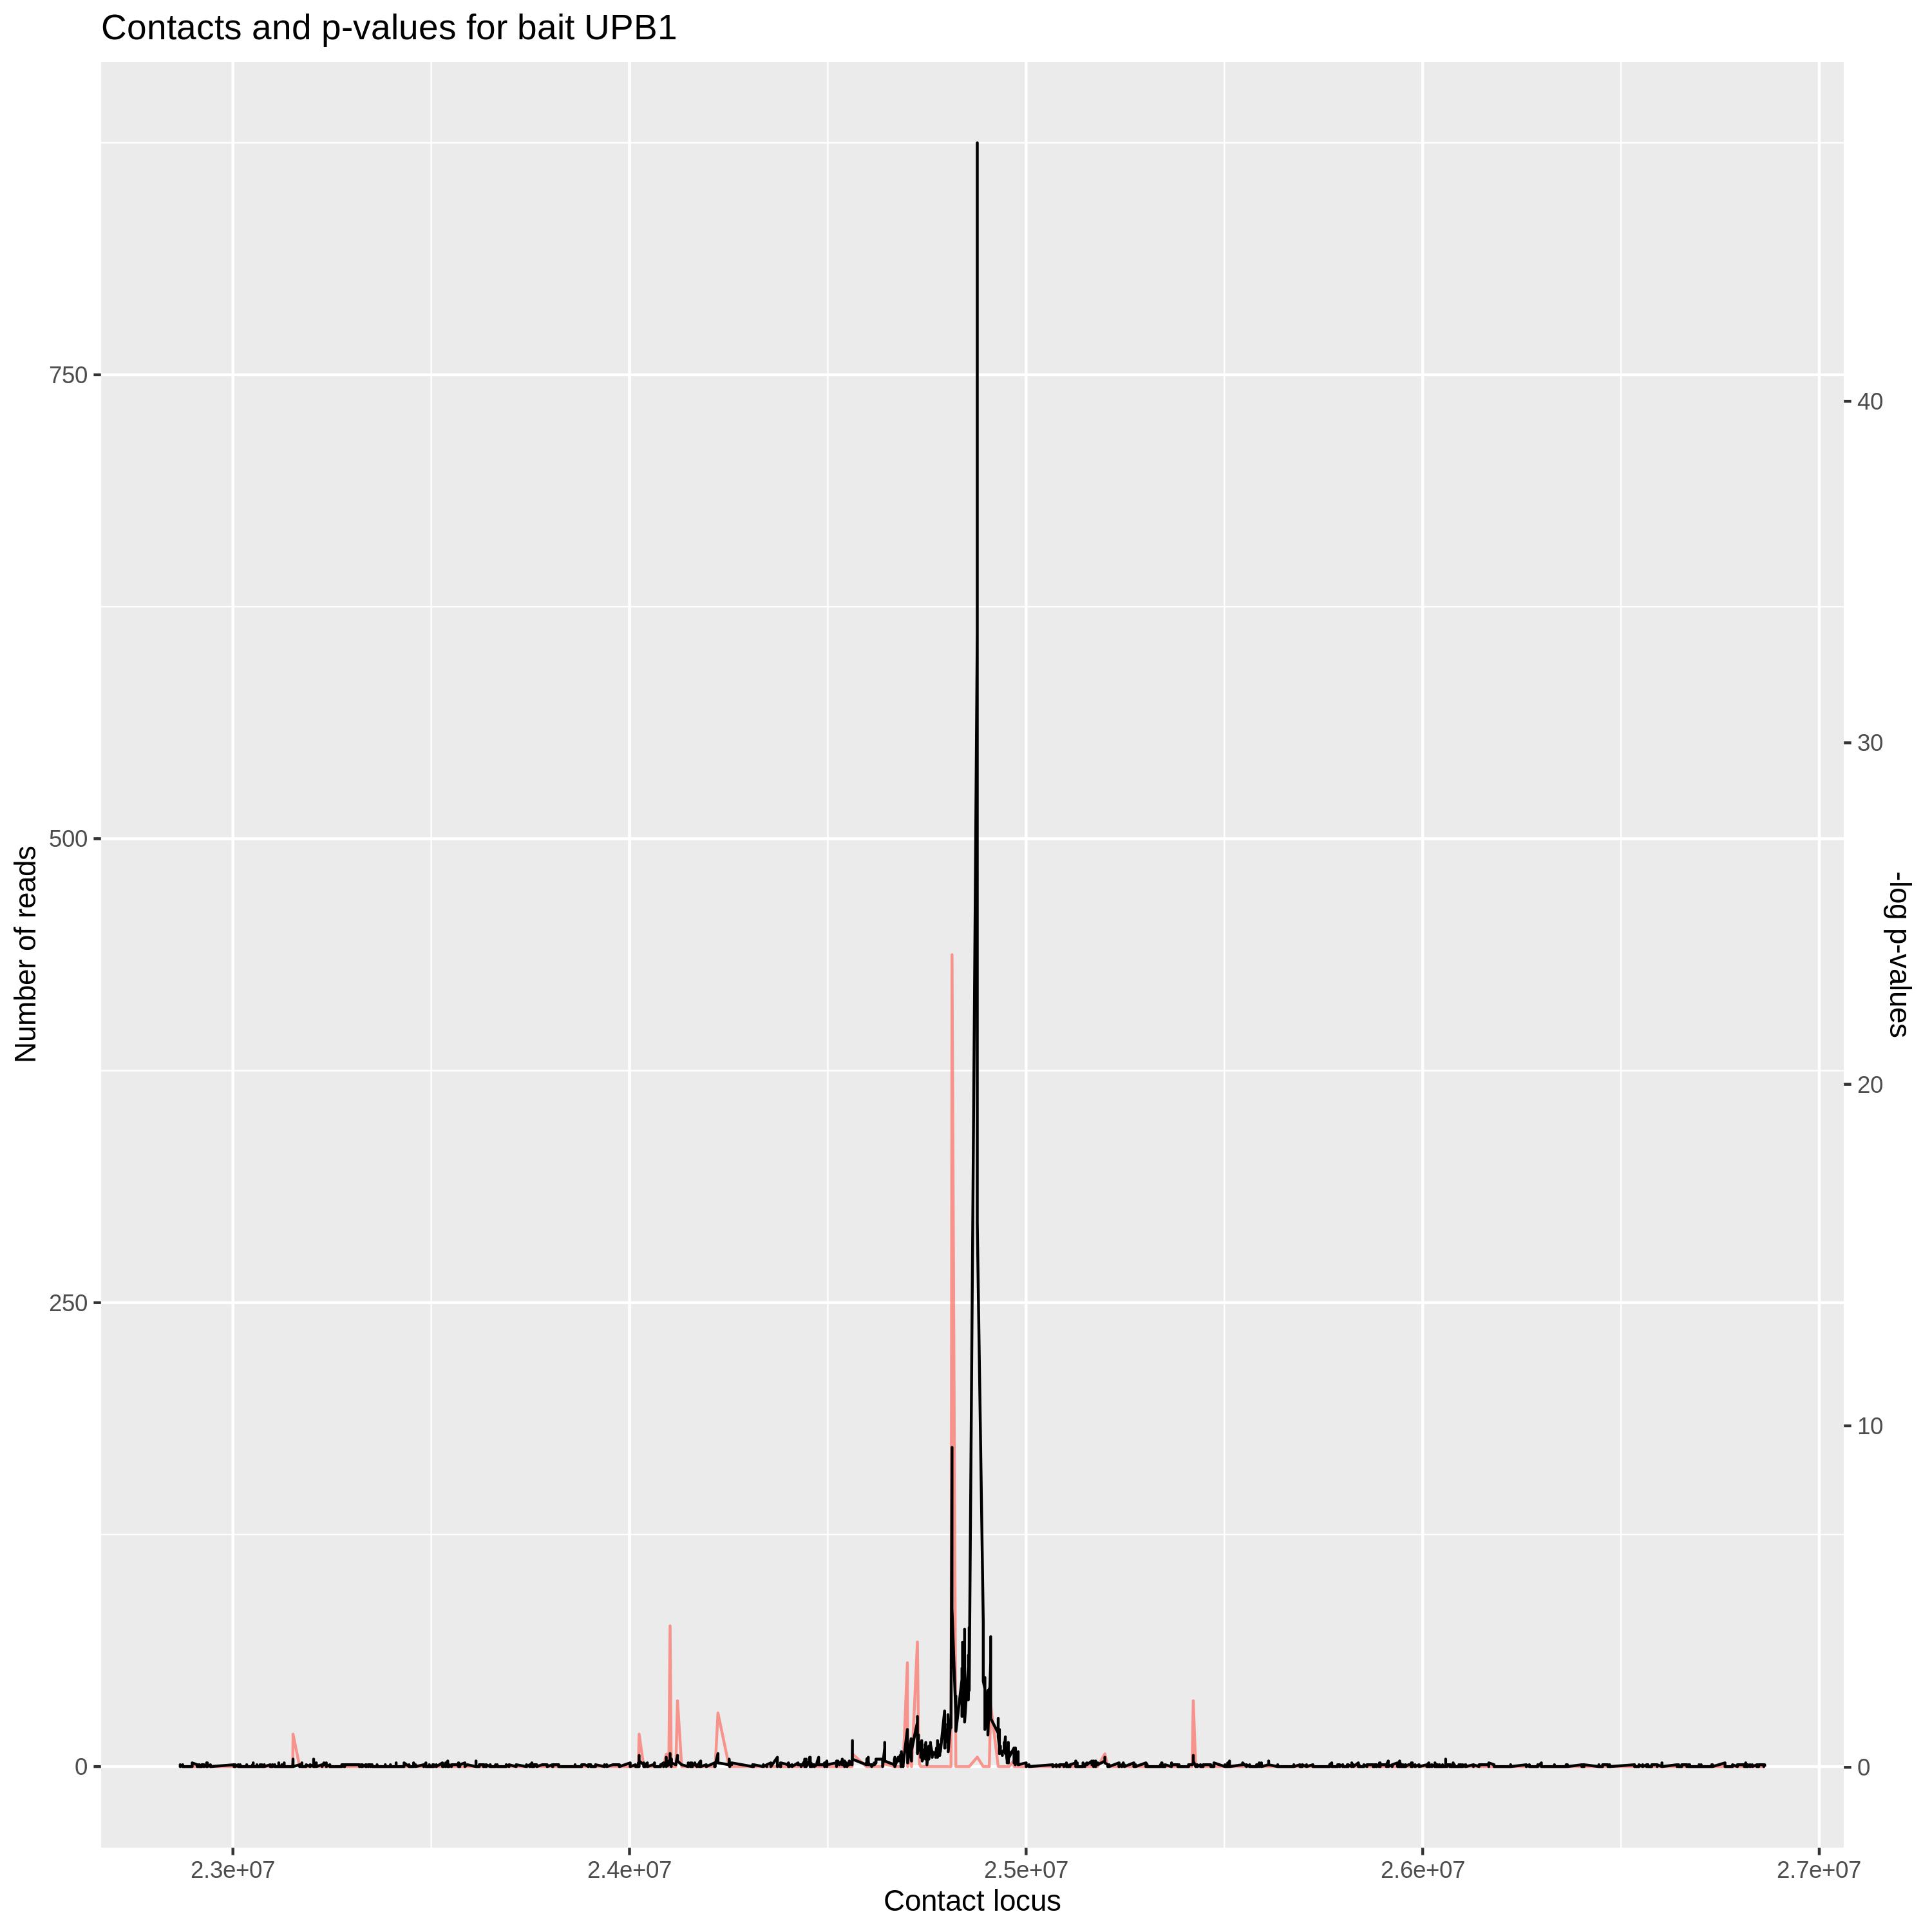 Contacts and p-values for bait UPB1
750
500
250
0
Number of reads
40
30
20
10
0
-log p-values
2.3e+07 2.4e+07 2.5e+07 2.6e+07 2.7e+07
Contact locus